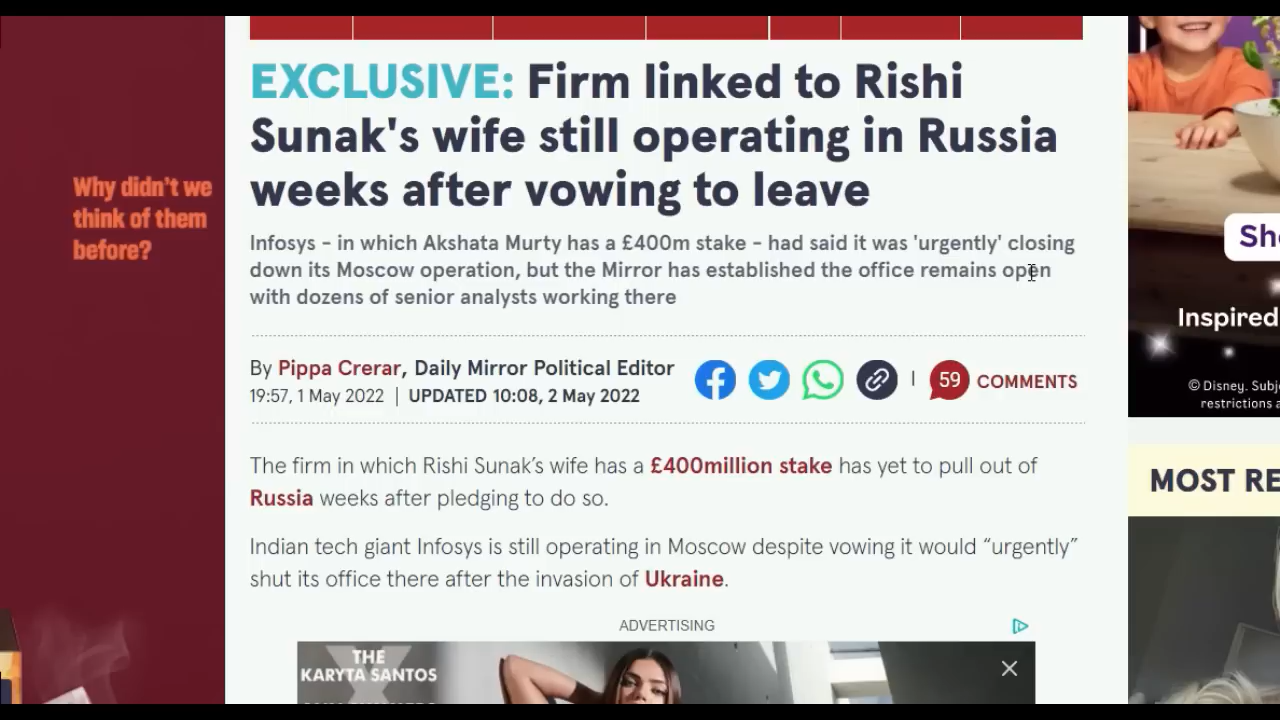 EXCLUSIVE: Firm linked to Rishi
Sunak's wife still operating in Russia
weeks after vowing to leave
Why didn't we
think of them
before?
Infosys - in which Akshata Murty has a £400m stake - had said it was 'urgently' closing
down its Moscow operation, but the Mirror has established the office remains open
with dozens of senior analysts working there
By Pippa Crerar, Daily Mirror Political Editor
19:57, 1 May 2022 | UPDATED 10:08, 2 May 2022
59 COMMENTS
The firm in which Rishi Sunak's wife has a £400million stake has yet to pull out of
Russia weeks after pledging to do so.
Indian tech giant Infosys is still operating in Moscow despite vowing it would “urgently”
shut its office there after the invasion of Ukraine.
ADVERTISING
THE
KARYTA SANTOS
Sh
Inspired
© Disney. Subj
restrictions a
MOST RE